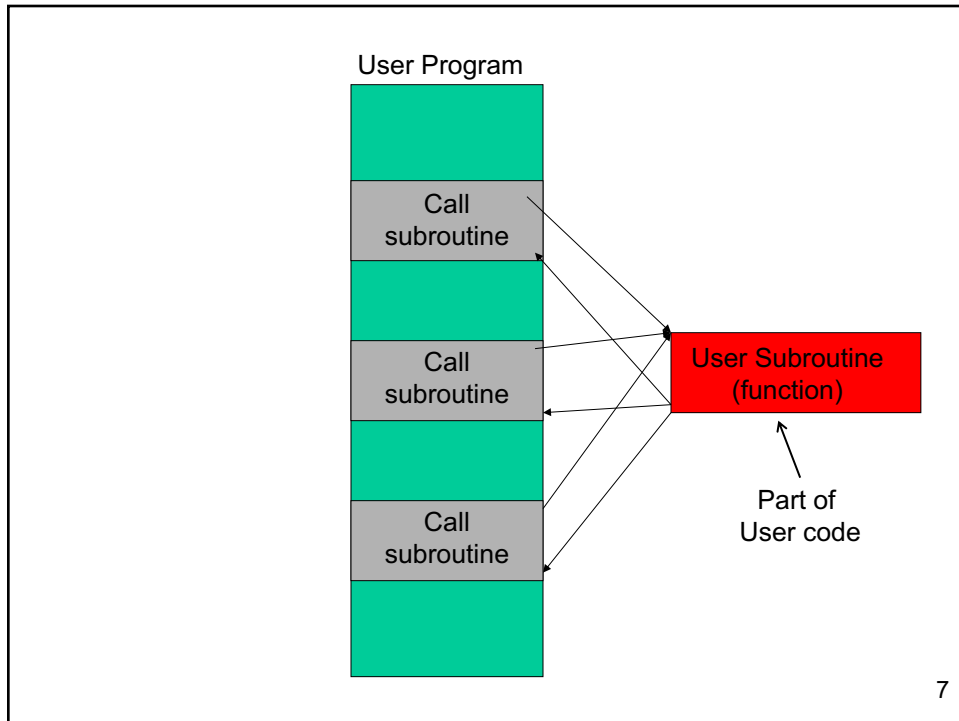 User Program
Call
subroutine
Call
subroutine
User Subroutine
(function)
Call
subroutine
Part of
User code
7